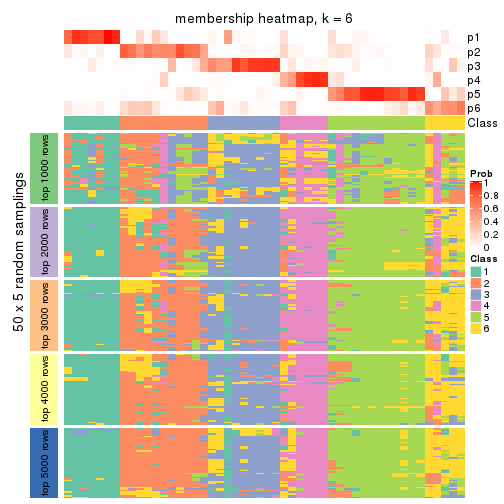 membership heatmap, k = 6
p1
p2
p3
p4
p5
p6
Class
50 x 5 random samplings
top 1000 rows
top 2000 rows
top 3000 rows
top 4000 rows
top 5000 rows
Prob
1
0.8
0.6
0.4
0.2
0
Class
1
2
3
4
5
6